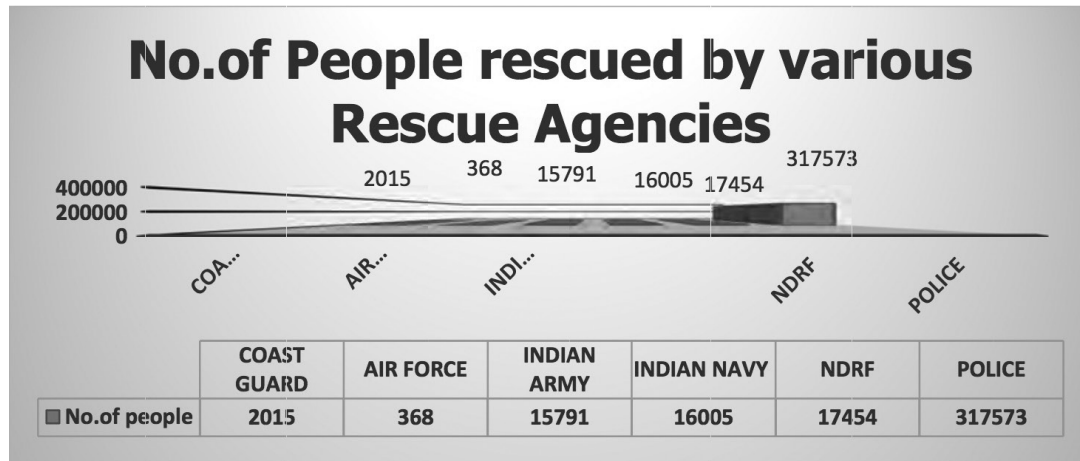 No.of People rescued by various
Rescue Agencies
317573
2015 368 15791 16005 17454
400000
200000
0
COA... AIR... INDI... NDRF POLICE
COAST GUARD AIR FORCE INDIAN ARMY INDIAN NAVY NDRF POLICE
No.of people 2015 368 15791 16005 17454 317573